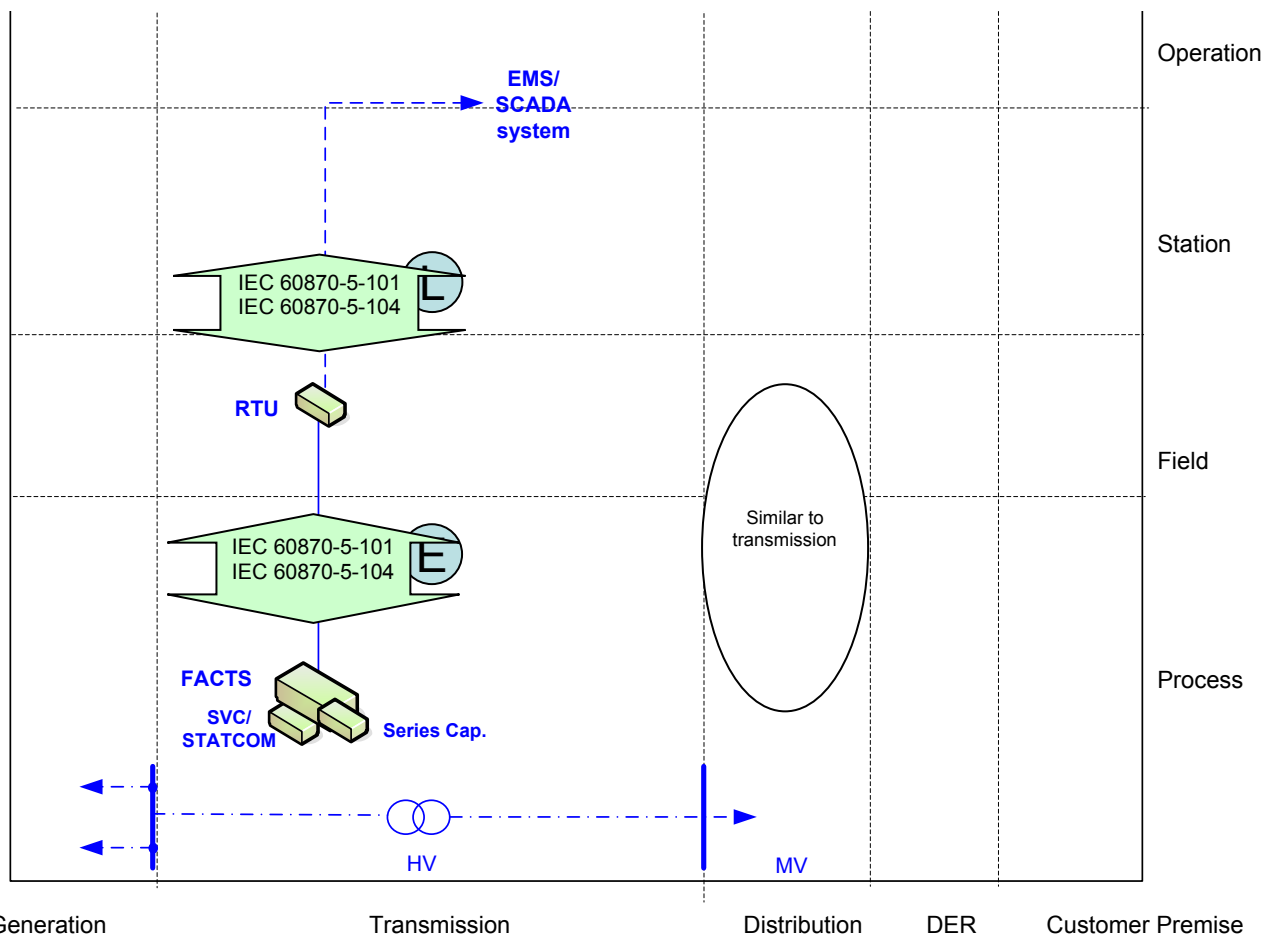 Operation
EMS/
SCADA
system
Station
IEC 60870-5-101
IEC 60870-5-104
L
RTU
Field
Similar to
transmission
IEC 60870-5-101
IEC 60870-5-104
E
FACTS
Process
SVC/
STATCOM
Series Cap.
HV
MV
Generation
Transmission
Distribution
DER
Customer Premise